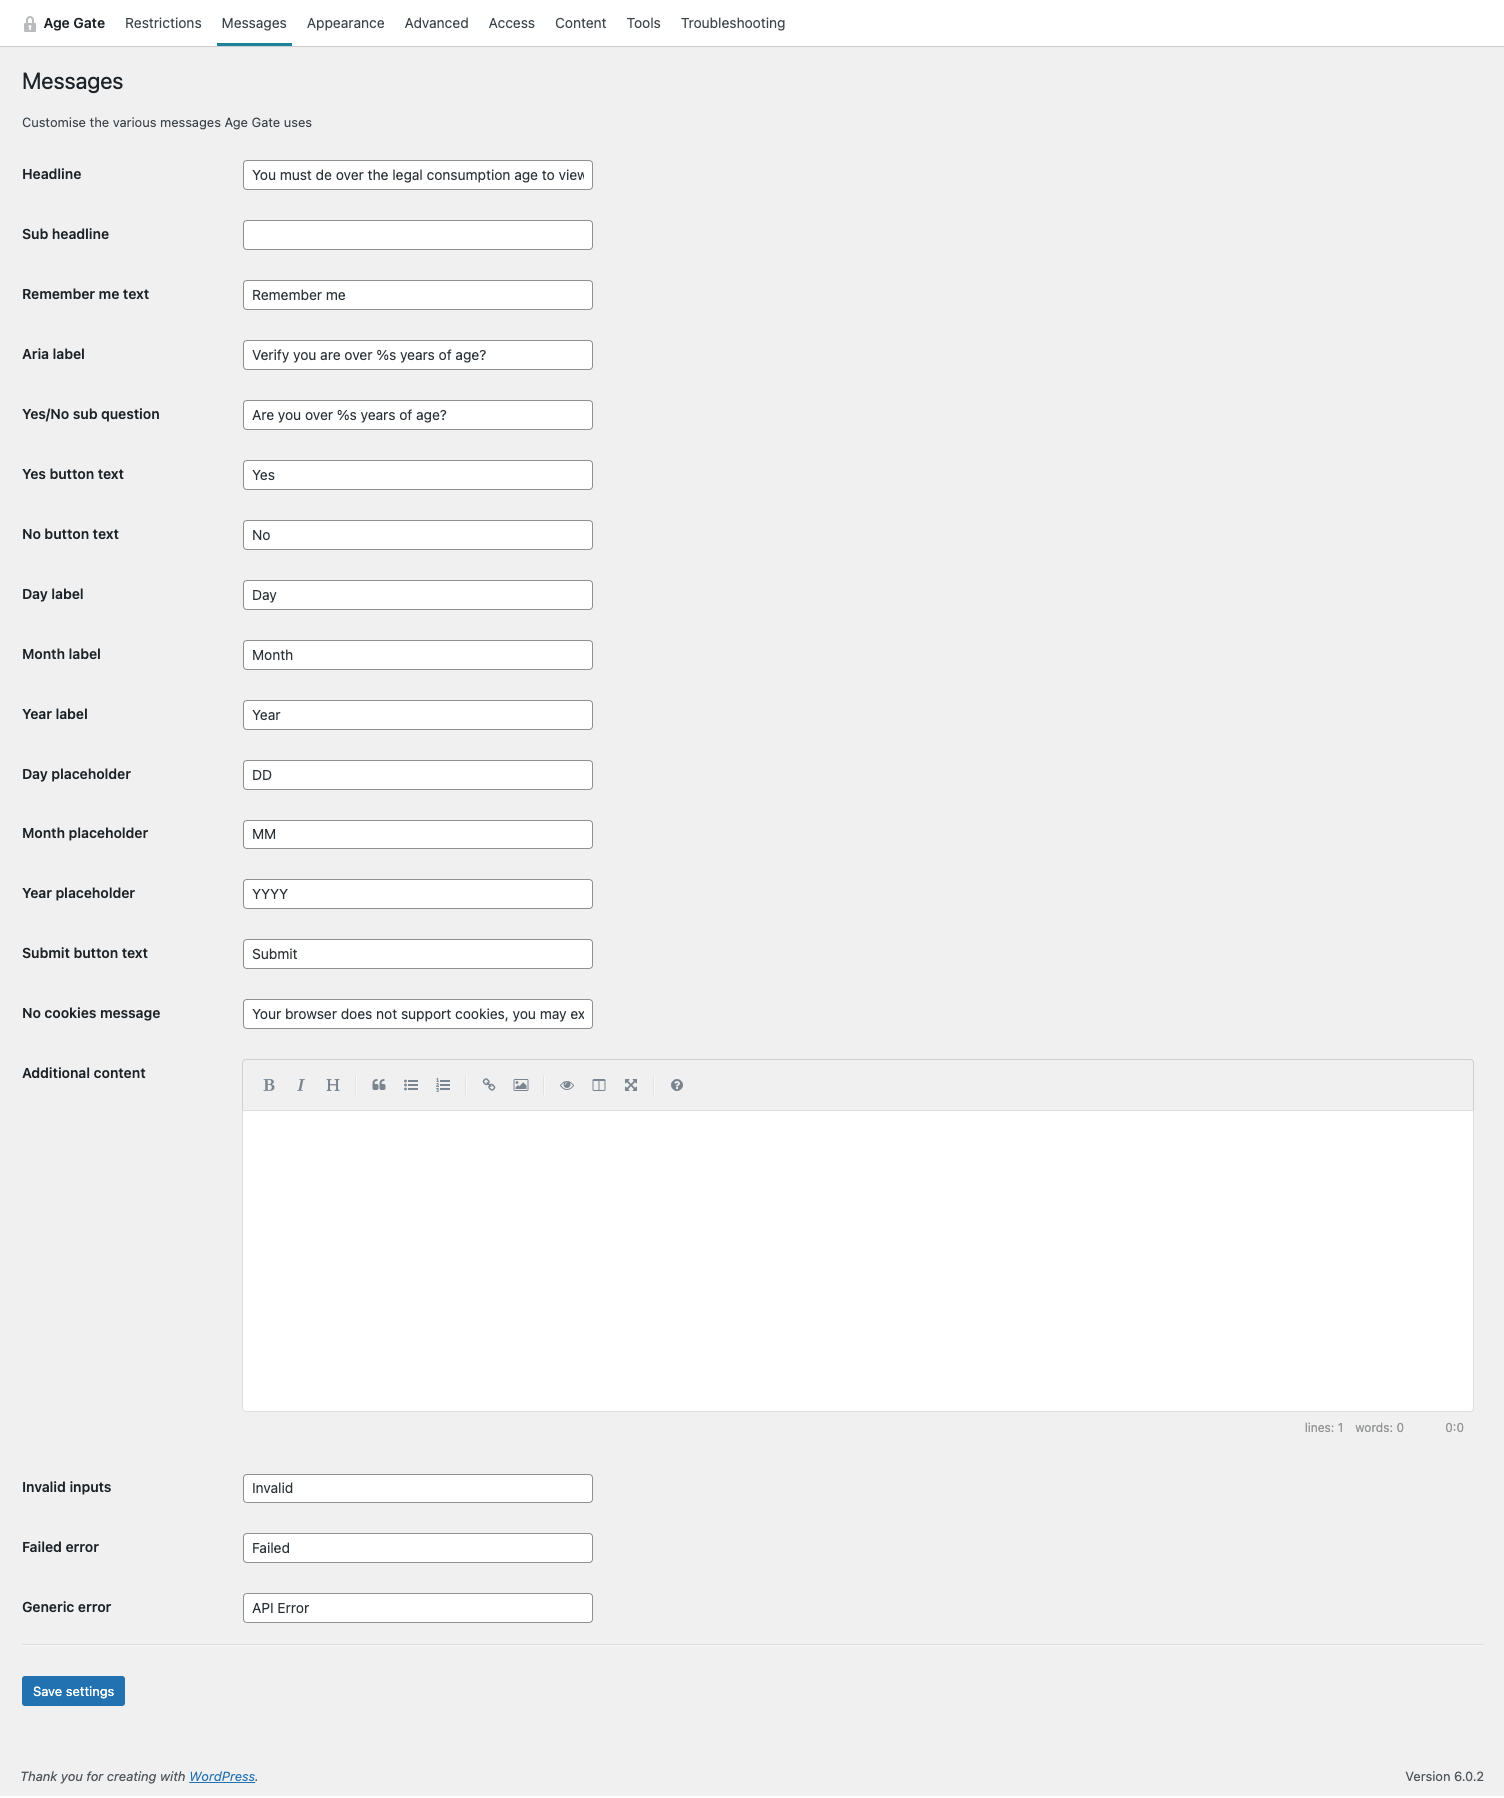 Age Gate Restrictions Messages Appearance Advanced Access Content Tools Troubleshooting
Messages
Customise the various messages Age Gate uses
Headline You must de over the legal consumption age to view
Sub headline
Remember me text Remember me
Aria label Verify you are over %s years of age?
Yes/No sub question Are you over %s years of age?
Yes button text Yes
No button text No
Day label Day
Month label Month
Year label Year
Day placeholder DD
Month placeholder MM
Year placeholder YYYY
Submit button text Submit
No cookies message Your browser does not support cookies, you may ex
Additional content
B I H
lines: 1 words: 0 0:0
Invalid inputs Invalid
Failed error Failed
Generic error API Error
Save settings
Thank you for creating with WordPress. Version 6.0.2